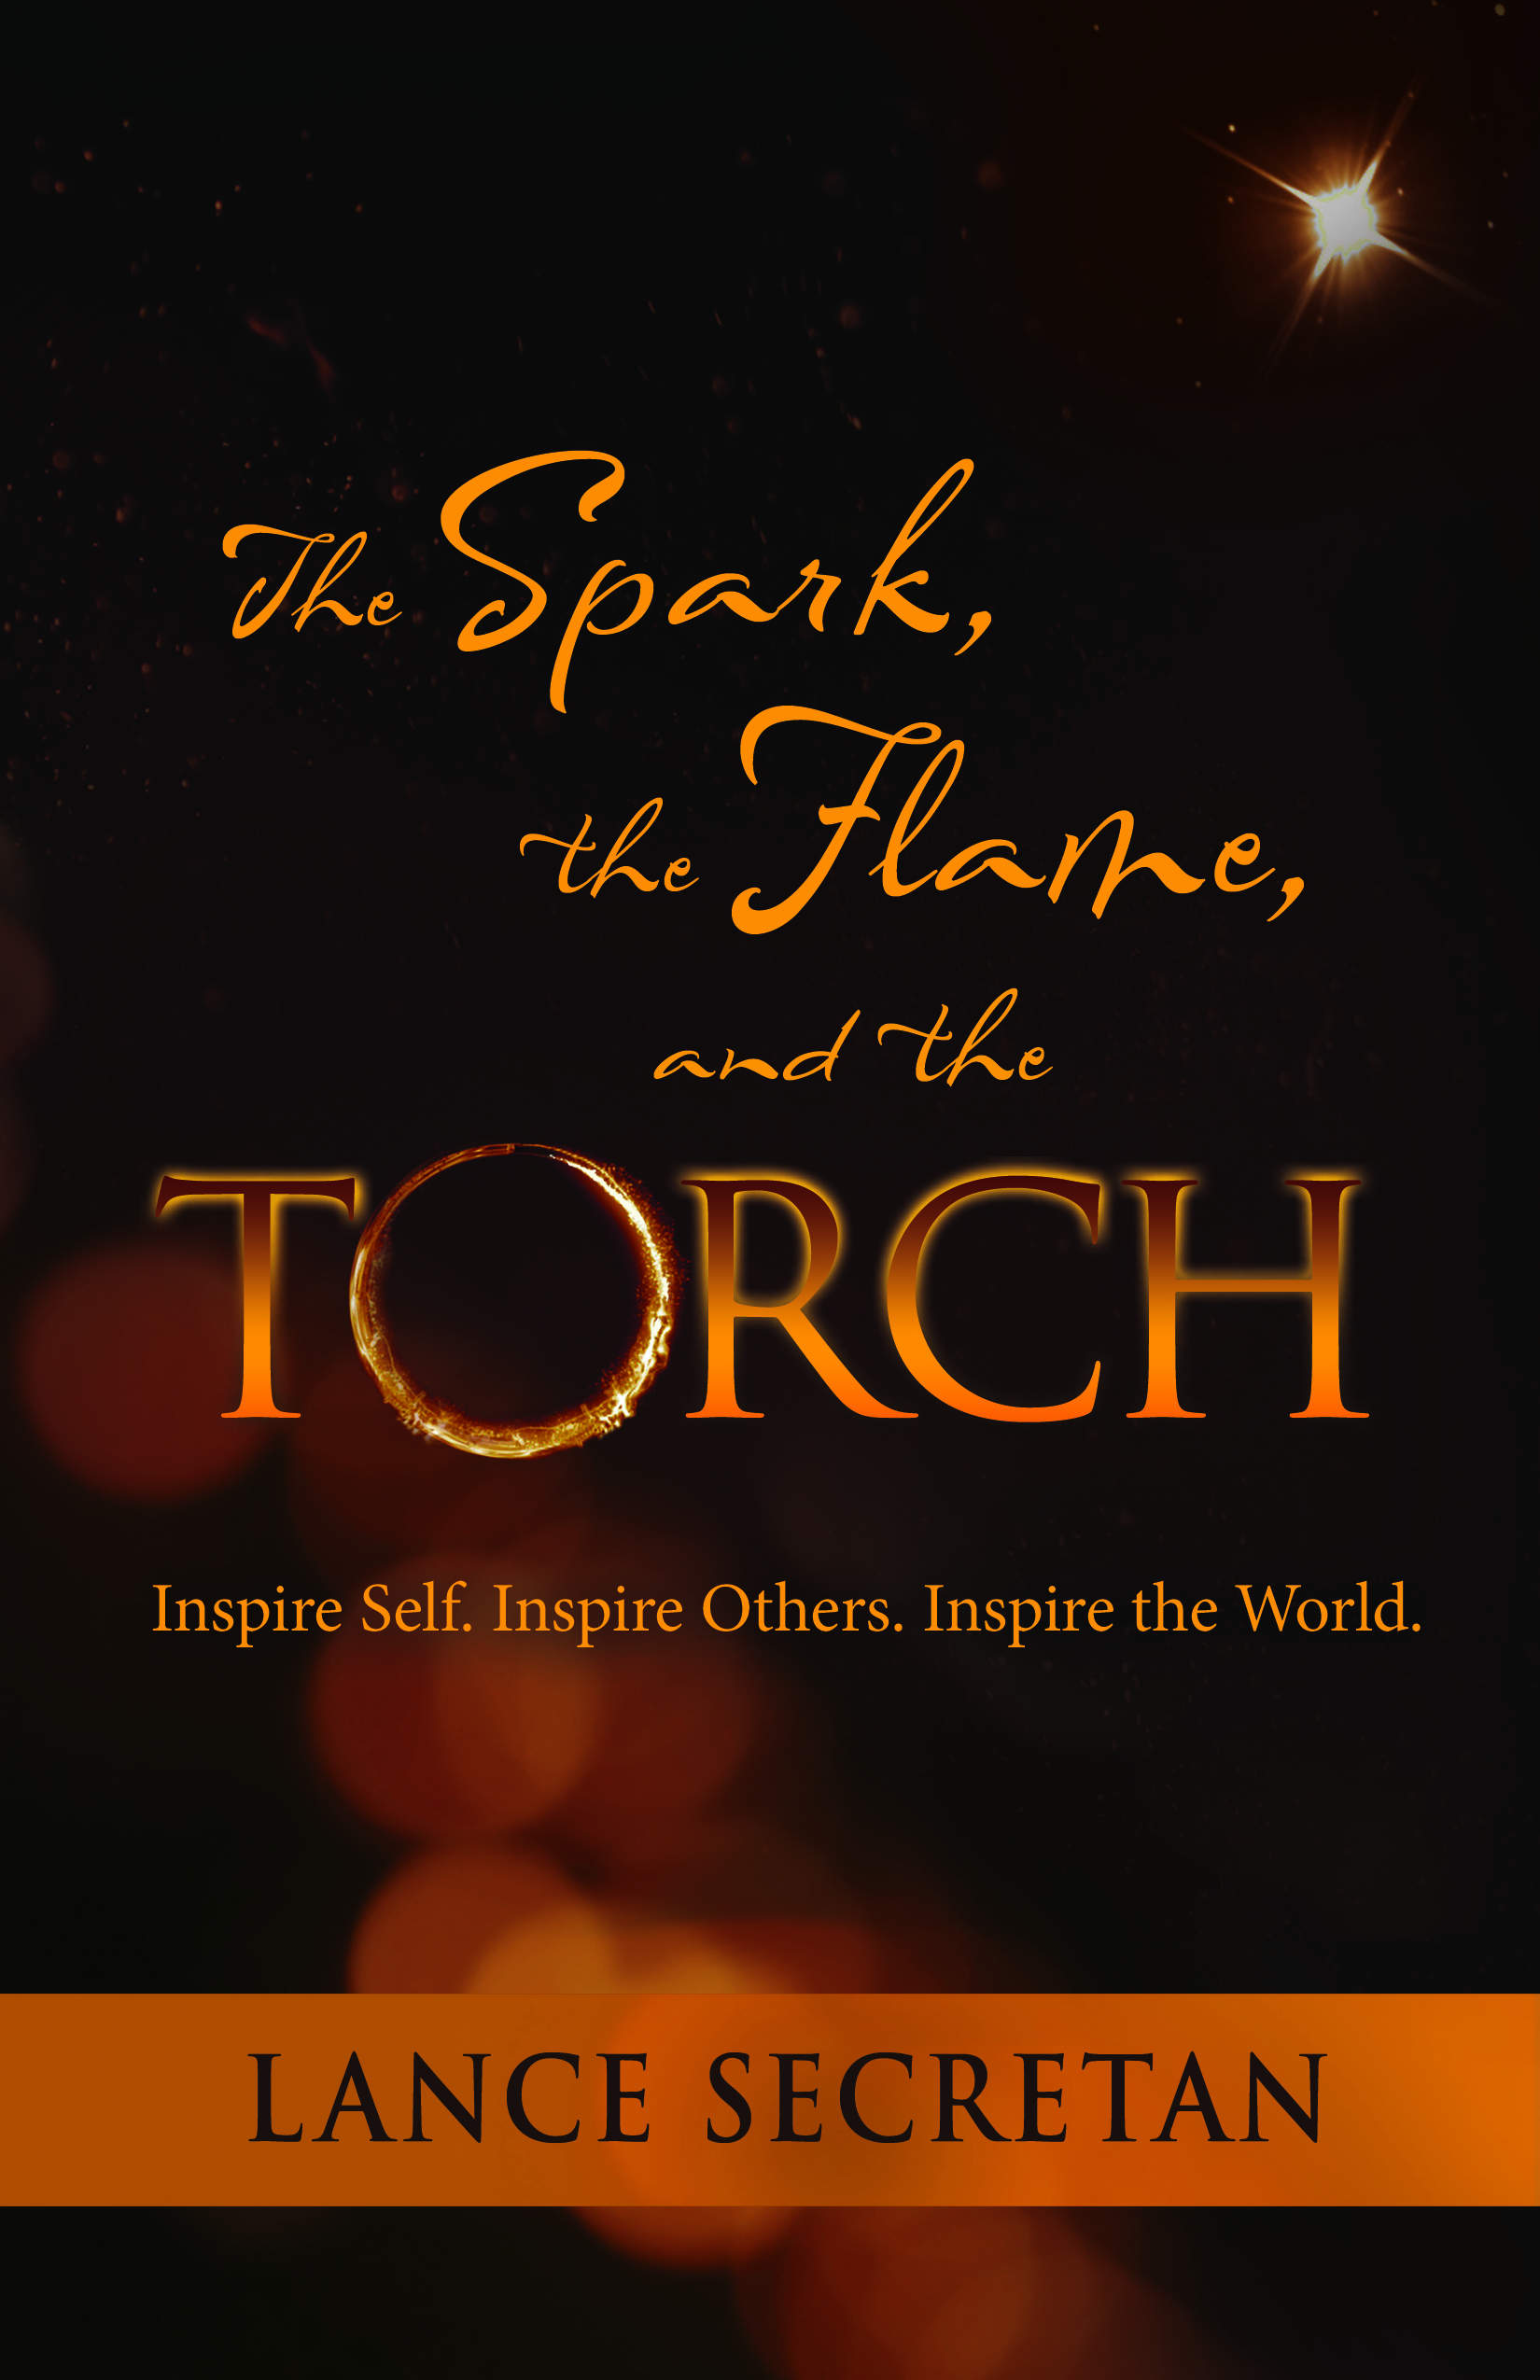 The Spark,
the Flame,
and the
TORCH
Inspire Self. Inspire Others. Inspire the World.
LANCE SECRETAN